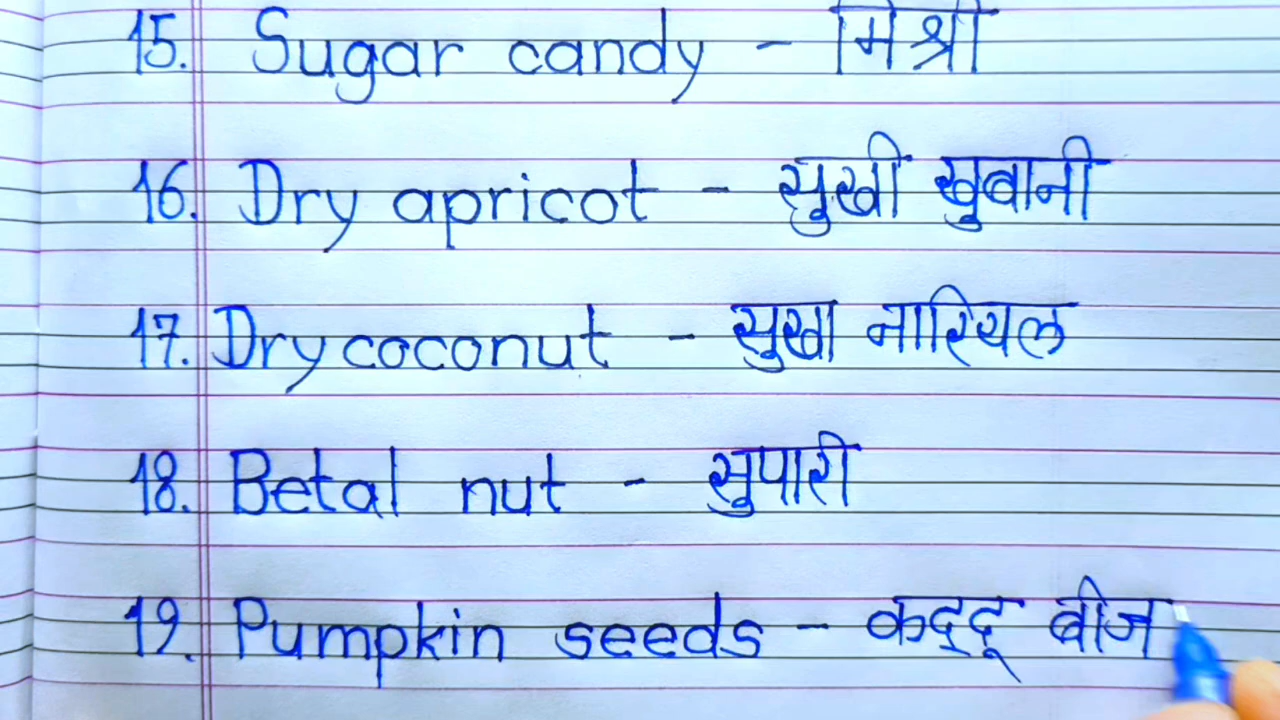 15. Sugar candy - मिश्री
16. Dry apricot - सुखी खुबानी
17. Dry coconut - सुखा नारियल
18. Betal nut - सुपारी
19. Pumpkin seeds - कद्दू बीज